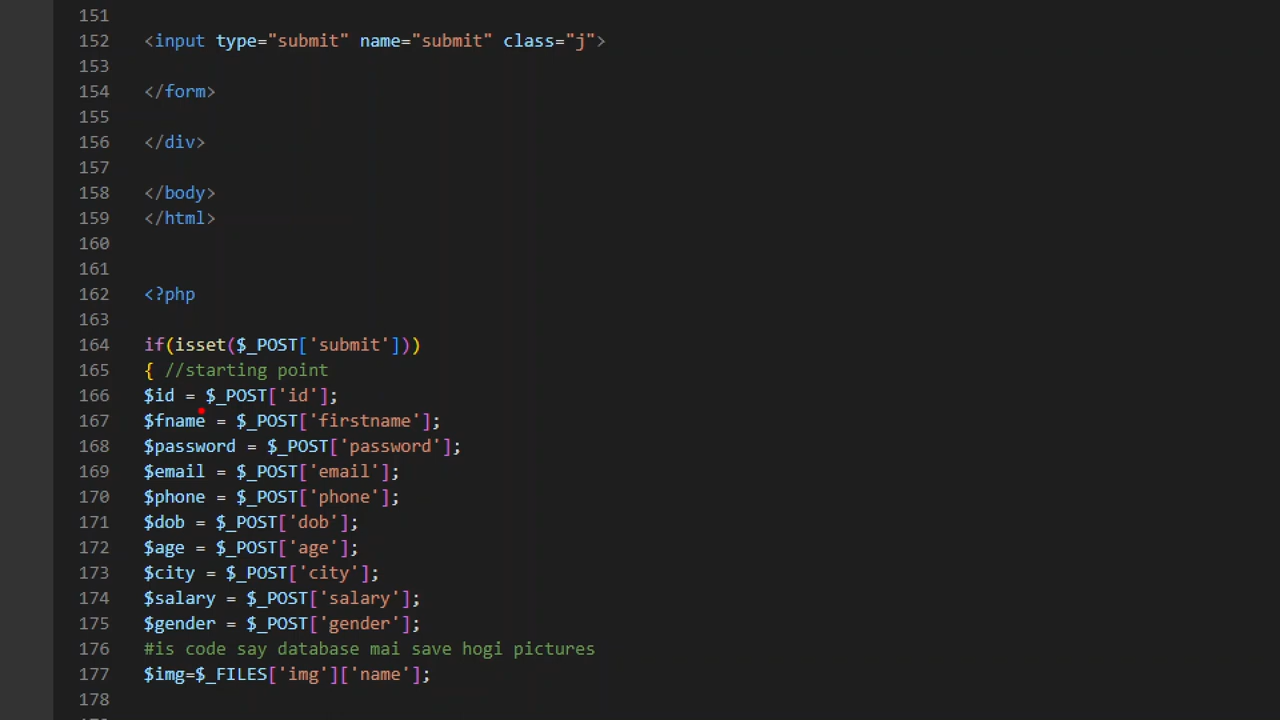 151
152 <input type="submit" name="submit" class="j">
153
154 </form>
155
156 </div>
157
158 </body>
159 </html>
160
161
162 <?php
163
164 if(isset($_POST['submit']))
165 { //starting point
166 $id = $_POST['id'];
167 $fname = $_POST['firstname'];
168 $password = $_POST['password'];
169 $email = $_POST['email'];
170 $phone = $_POST['phone'];
171 $dob = $_POST['dob'];
172 $age = $_POST['age'];
173 $city = $_POST['city'];
174 $salary = $_POST['salary'];
175 $gender = $_POST['gender'];
176 #is code say database mai save hogi pictures
177 $img=$_FILES['img']['name'];
178